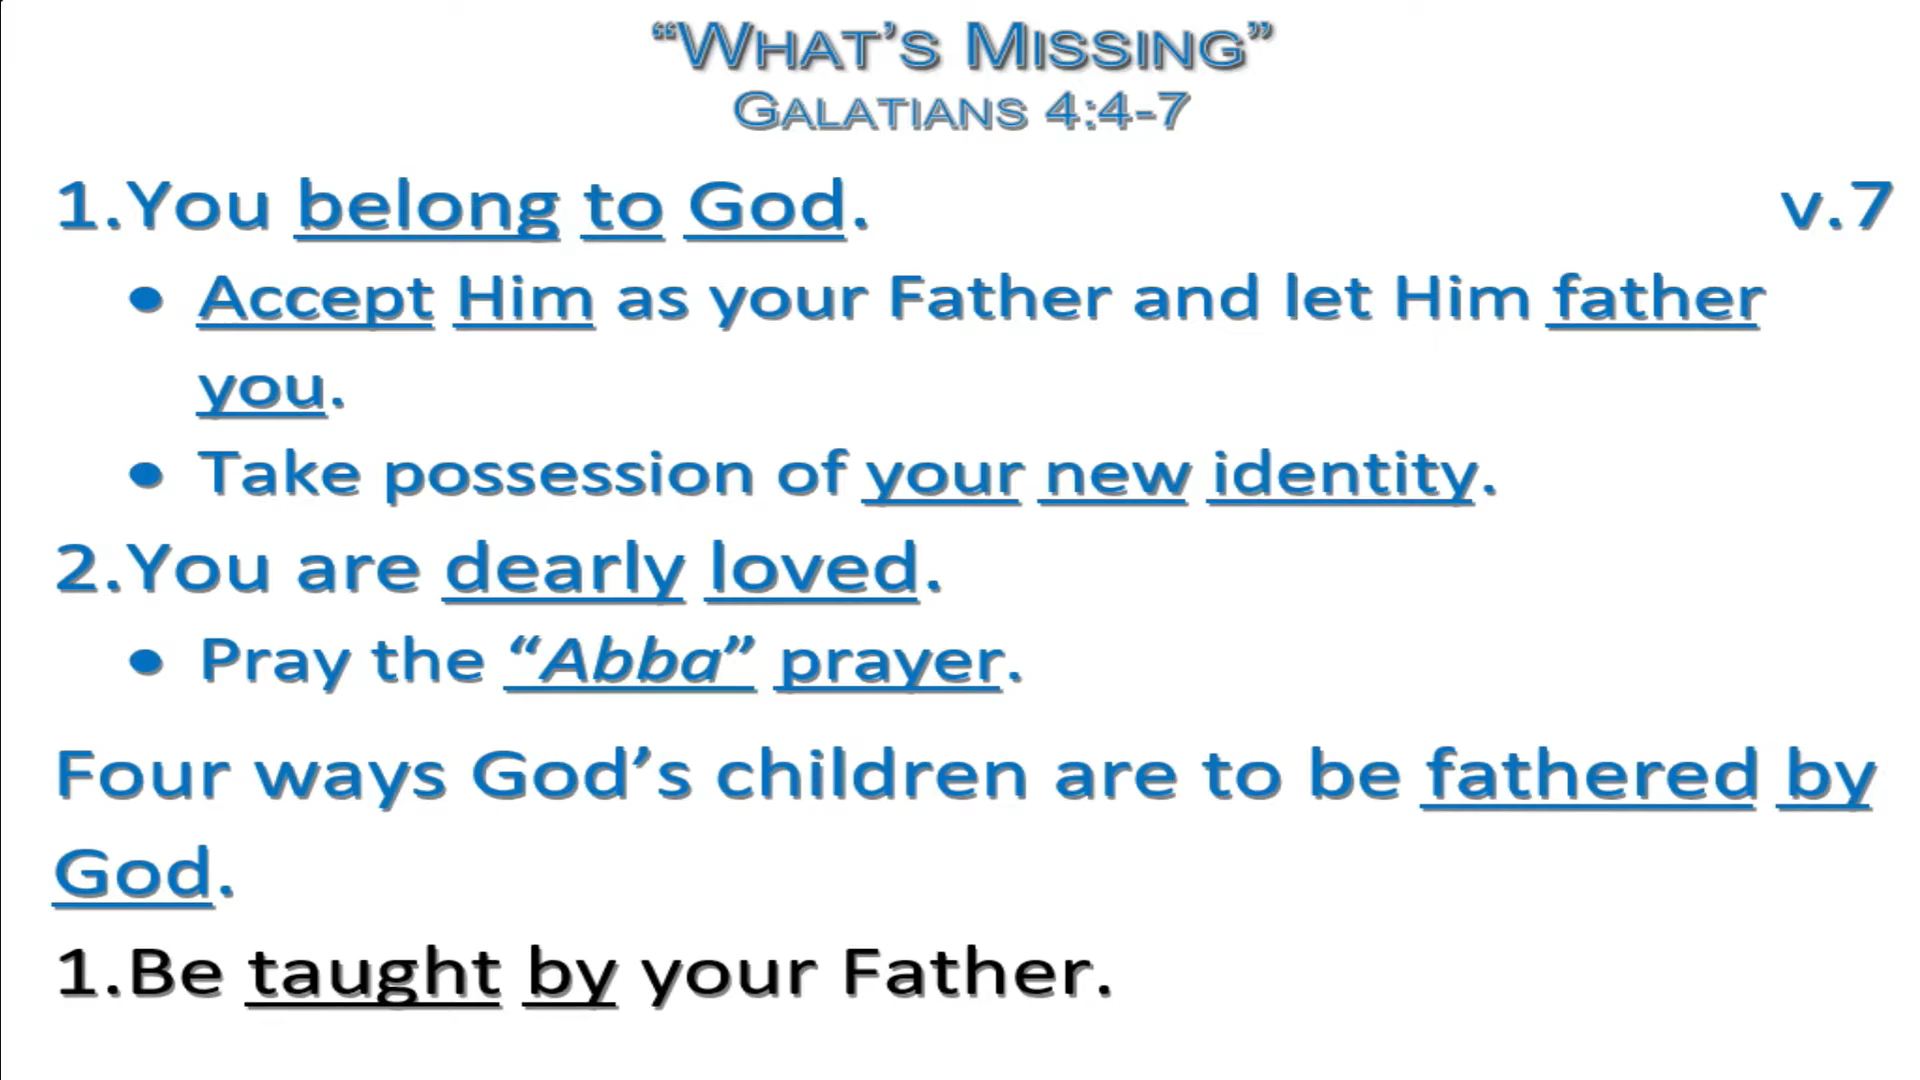 “What’s Missing”
Galatians 4:4-7
1.You belong to God. v.7
• Accept Him as your Father and let Him father
you.
• Take possession of your new identity.
2.You are dearly loved.
• Pray the “Abba” prayer.
Four ways God’s children are to be fathered by
God.
1.Be taught by your Father.